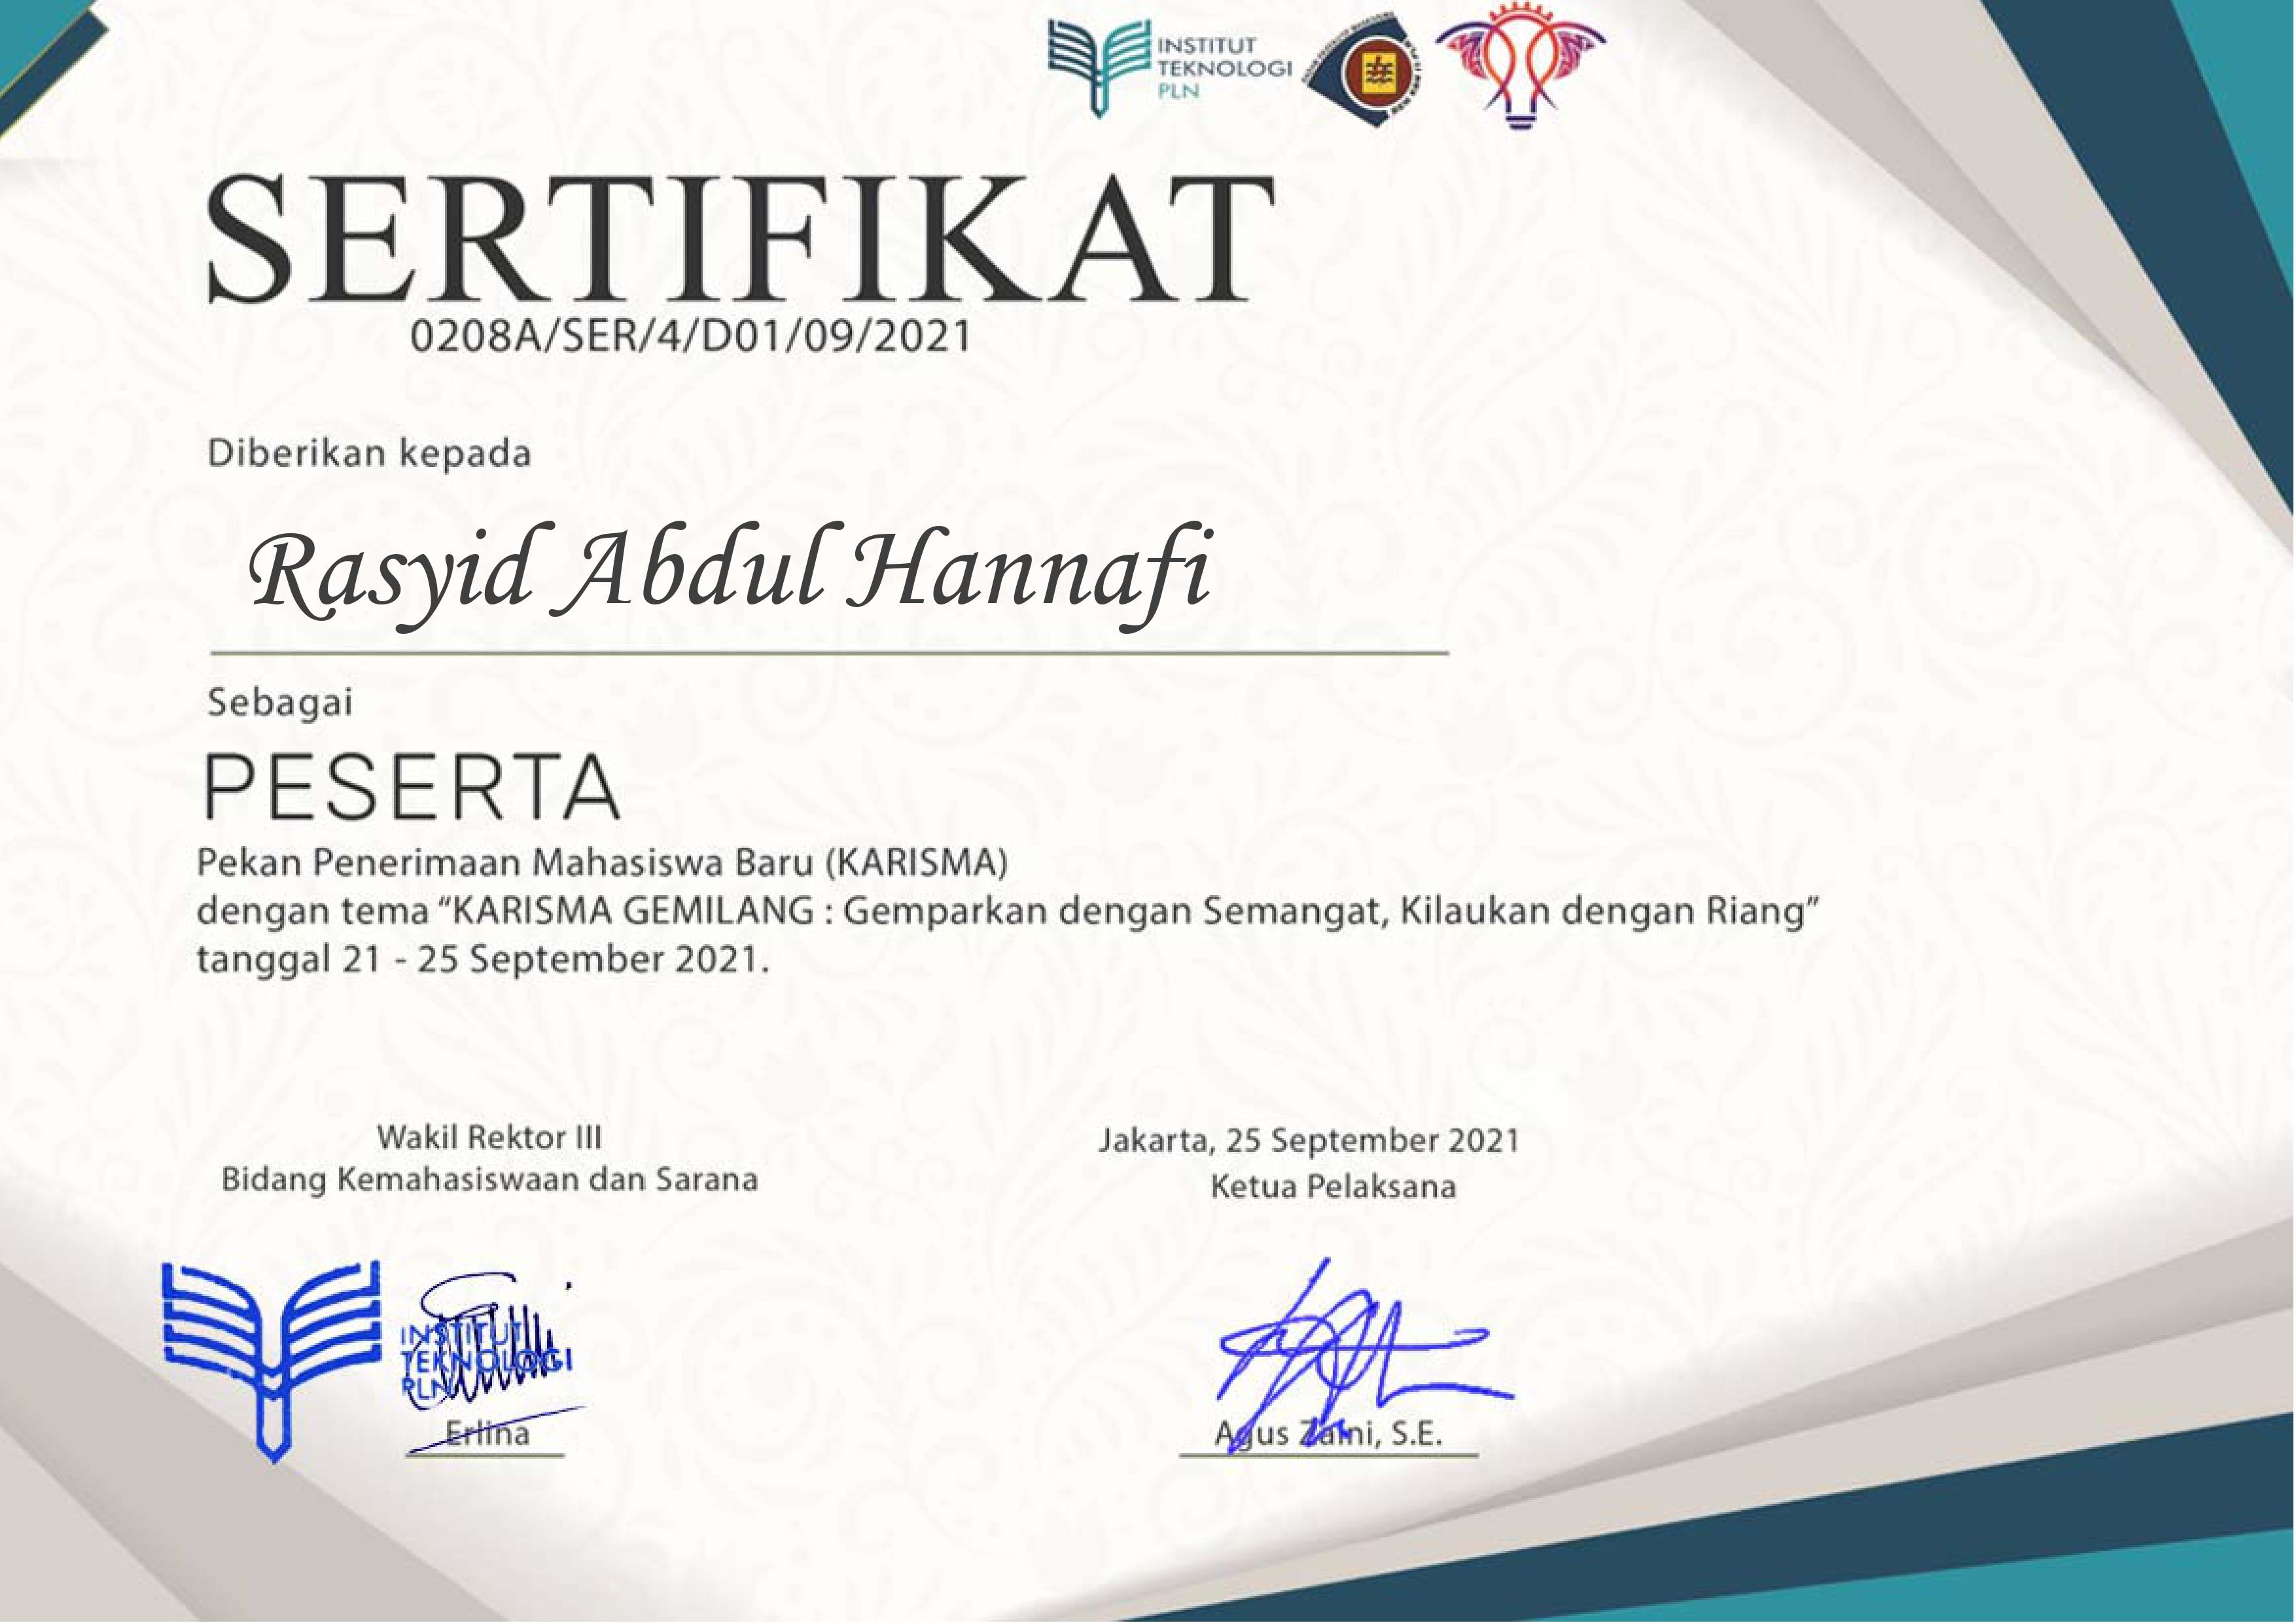 INSTITUT
TEKNOLOGI
PLN
SERTIFIKAT
0208A/SER/4/D01/09/2021
Diberikan kepada
Rasyid Abdul Hannafi
Sebagai
PESERTA
Pekan Penerimaan Mahasiswa Baru (KARISMA)
dengan tema “KARISMA GEMILANG : Gemparkan dengan Semangat, Kilaukan dengan Riang”
tanggal 21 - 25 September 2021.
Wakil Rektor III
Bidang Kemahasiswaan dan Sarana
INSTITUT
TEKNOLOGI
PLN
Erlina
Jakarta, 25 September 2021
Ketua Pelaksana
Agus Zaini, S.E.